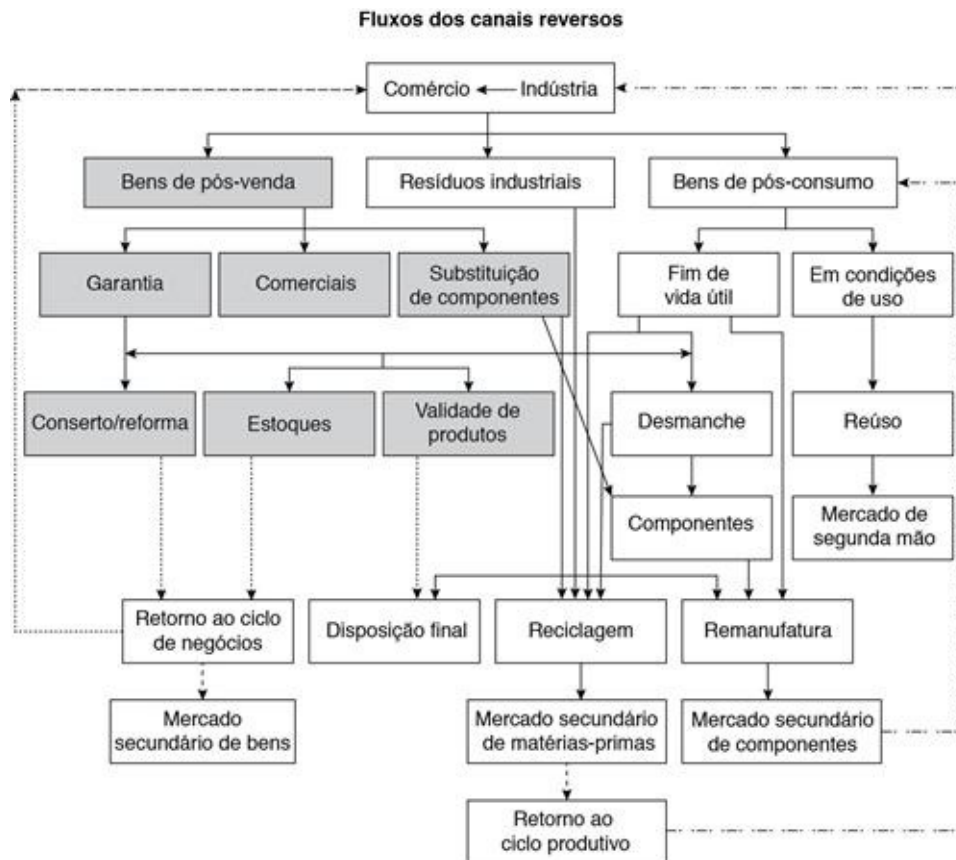 Fluxos dos canais reversos
Comércio Indústria
Bens de pós-venda
Resíduos industriais
Bens de pós-consumo
Garantia
Comerciais
Substituição
de componentes
Fim de
vida útil
Em condições
de uso
Conserto/reforma
Estoques
Validade de
produtos
Desmanche
Reúso
Componentes
Mercado de
segunda mão
Retorno ao ciclo
de negócios
Disposição final
Reciclagem
Remanufatura
Mercado
secundário de bens
Mercado secundário
de matérias-primas
Mercado secundário
de componentes
Retorno ao
ciclo produtivo